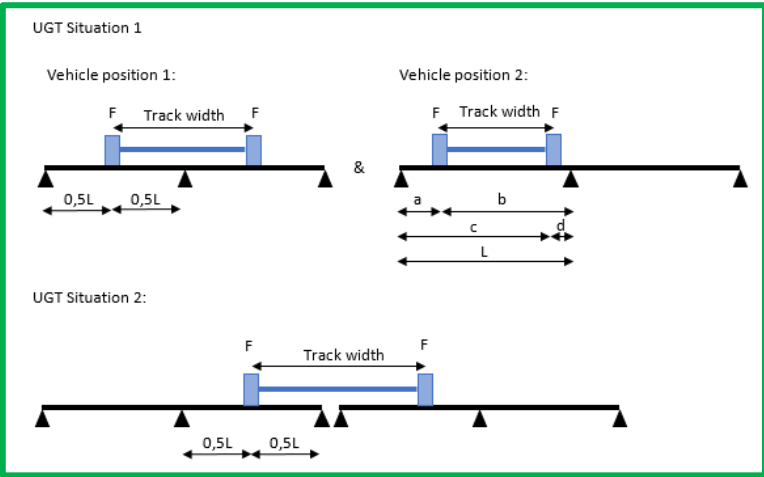 UGT Situation 1
Vehicle position 1:
Vehicle position 2:
F Track width F
F Track width F
&
0,5L 0,5L
a b
c d
L
UGT Situation 2:
F Track width F
0,5L 0,5L